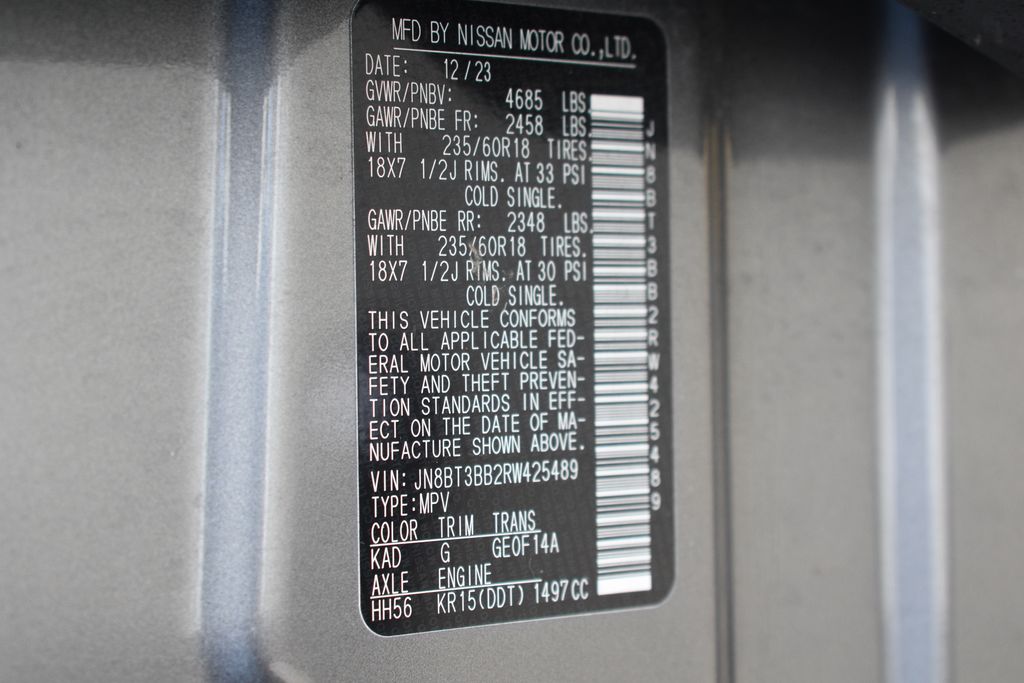 MFD BY NISSAN MOTOR CO.,LTD.
DATE: 12/23
GVWR/PNBV: 4685 LBS.
GAWR/PNBE FR: 2458 LBS.
WITH 235/60R18 TIRES.
18X7 1/2J RIMS. AT 33 PSI
COLD SINGLE.
GAWR/PNBE RR: 2348 LBS.
WITH 235/60R18 TIRES.
18X7 1/2J RIMS. AT 30 PSI
COLD SINGLE.
THIS VEHICLE CONFORMS
TO ALL APPLICABLE FED-
ERAL MOTOR VEHICLE SA-
FETY AND THEFT PREVEN-
TION STANDARDS IN EFF-
ECT ON THE DATE OF MA-
NUFACTURE SHOWN ABOVE.
VIN: JN8BT3BB2RW425489
TYPE:MPV
COLOR TRIM TRANS
KAD G GE0F14A
AXLE ENGINE
HH56 KR15(DDT) 1497CC
JN8BT3BB2RW425489